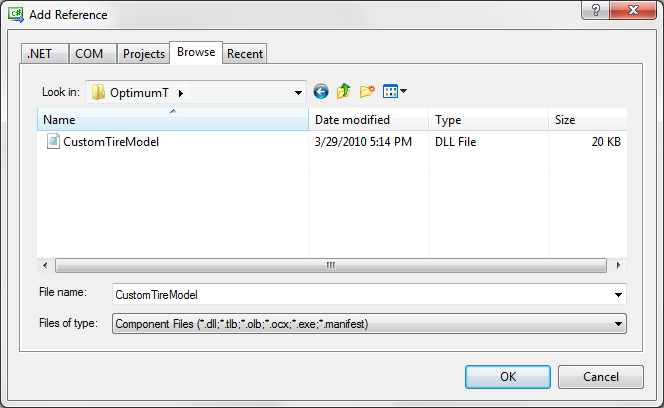 Add Reference
.NET COM Projects Browse Recent
Look in: OptimumT
Name Date modified Type Size
CustomTireModel 3/29/2010 5:14 PM DLL File 20 KB
File name: CustomTireModel
Files of type: Component Files (*.dll;*.tlb;*.olb;*.ocx;*.exe;*.manifest)
OK Cancel